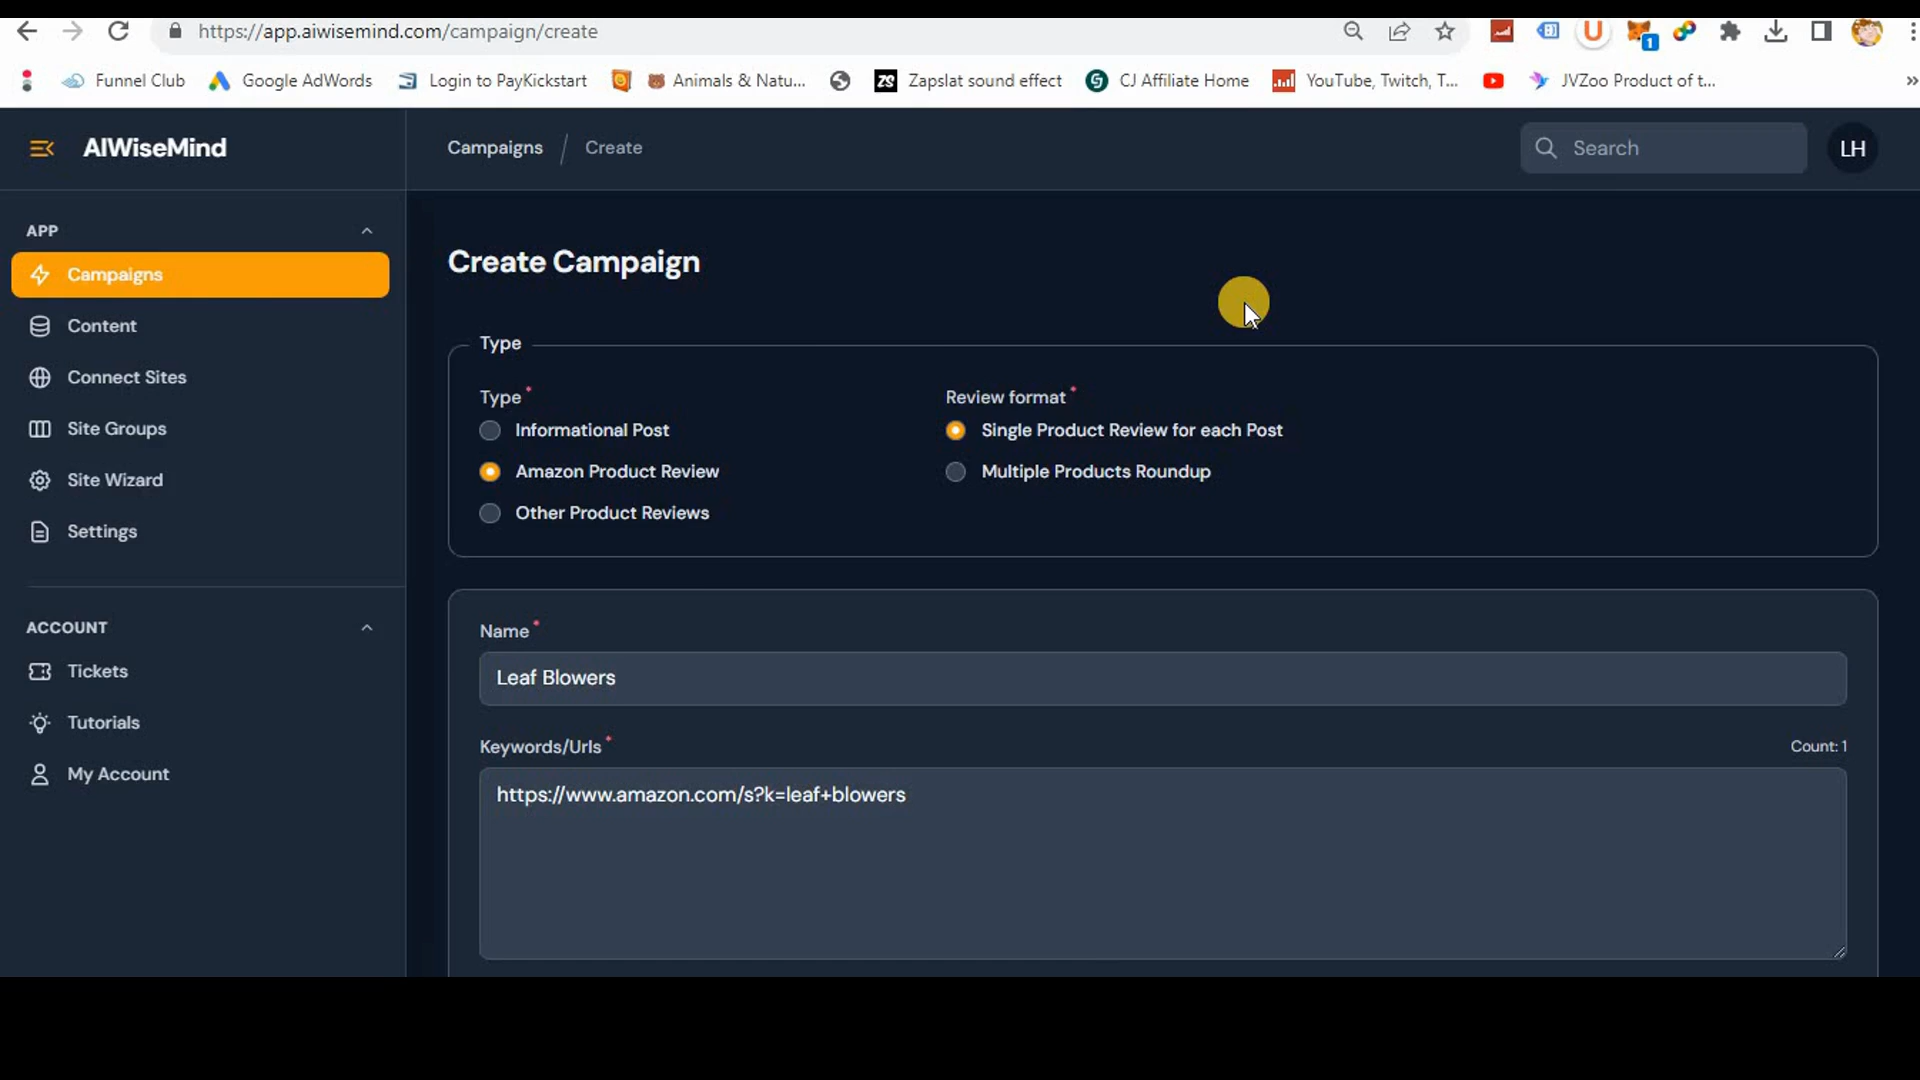 https://app.aiwisemind.com/campaign/create
1
Funnel Club
Google AdWords
Login to PayKickstart
Animals & Natu...
ZS
Zapslat sound effect
CJ Affiliate Home
YouTube, Twitch, T...
JVZoo Product of t...
»
AIWiseMind
Campaigns / Create
Search
LH
APP
Campaigns
Content
Connect Sites
Site Groups
Site Wizard
Settings
ACCOUNT
Tickets
Tutorials
My Account
Create Campaign
Type
Type *
Informational Post
Amazon Product Review
Other Product Reviews
Review format *
Single Product Review for each Post
Multiple Products Roundup
Name *
Leaf Blowers
Keywords/Urls *
Count: 1
https://www.amazon.com/s?k=leaf+blowers